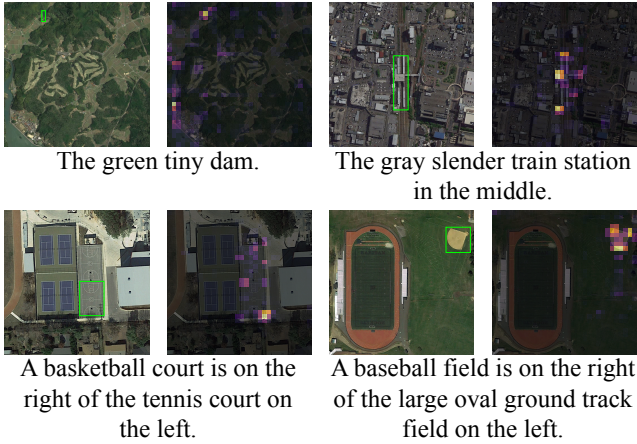 The green tiny dam.
The gray slender train station
in the middle.
A basketball court is on the
right of the tennis court on
the left.
A baseball field is on the right
of the large oval ground track
field on the left.